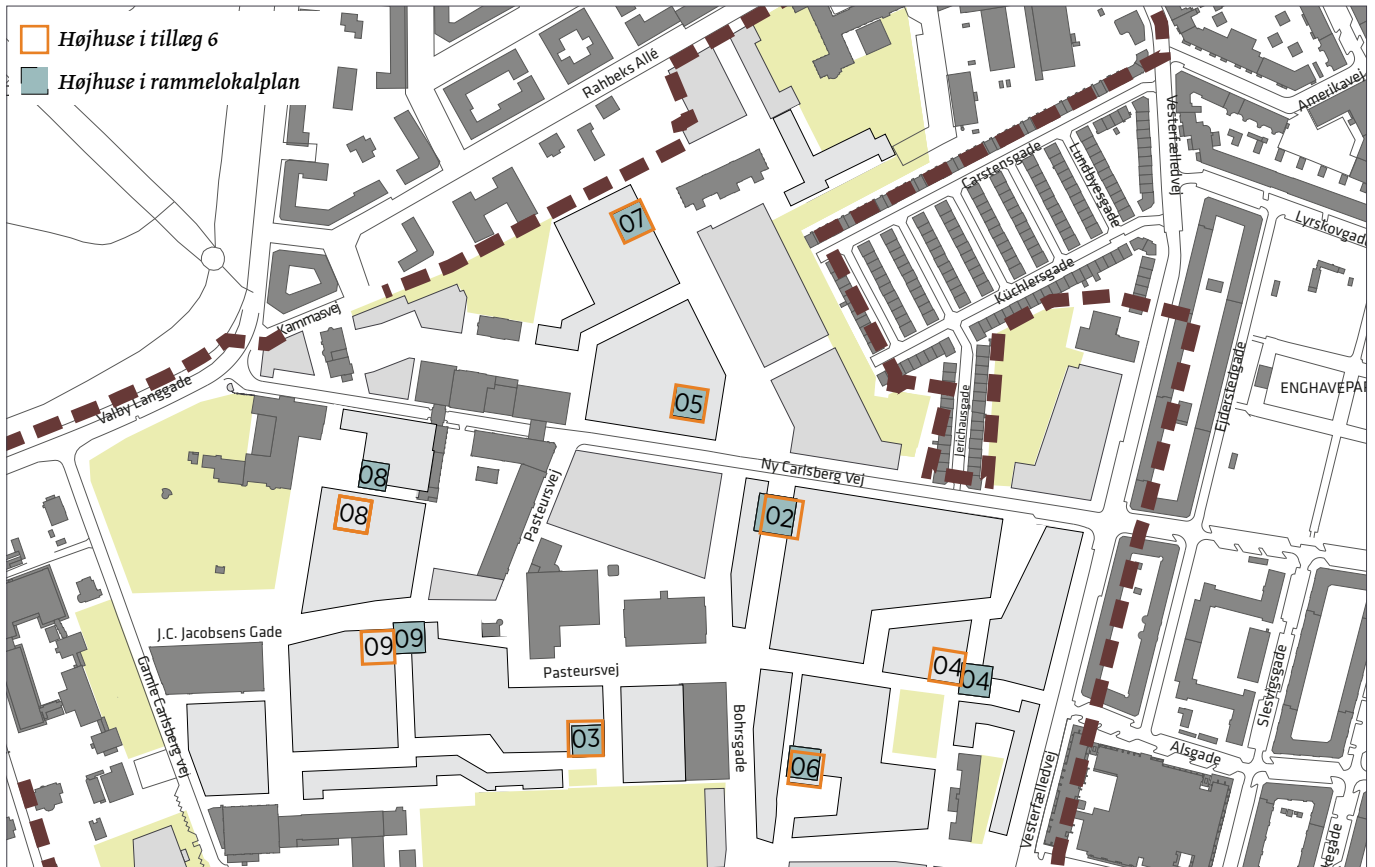 Højhuse i tillæg 6
Højhuse i rammelokalplan
Rahbeks Allé
Amerikavej
Vesterfælledvej
Carstensgade
Lundbyesgade
Lyrskovgade
07
Küchlersgade
Kammasvej
Ejderstedgade
Valby Langgade
ENGHAVEPAR
05
Jerichausgade
Ny Carlsberg Vej
08
08
02
Pasteursvej
J.C. Jacobsens Gade
09
09
Pasteursvej
04
04
Gamle Carlsberg vej
Slesvigsgade
03
Bohrsgade
06
Alsgade
Vesterfælledvej